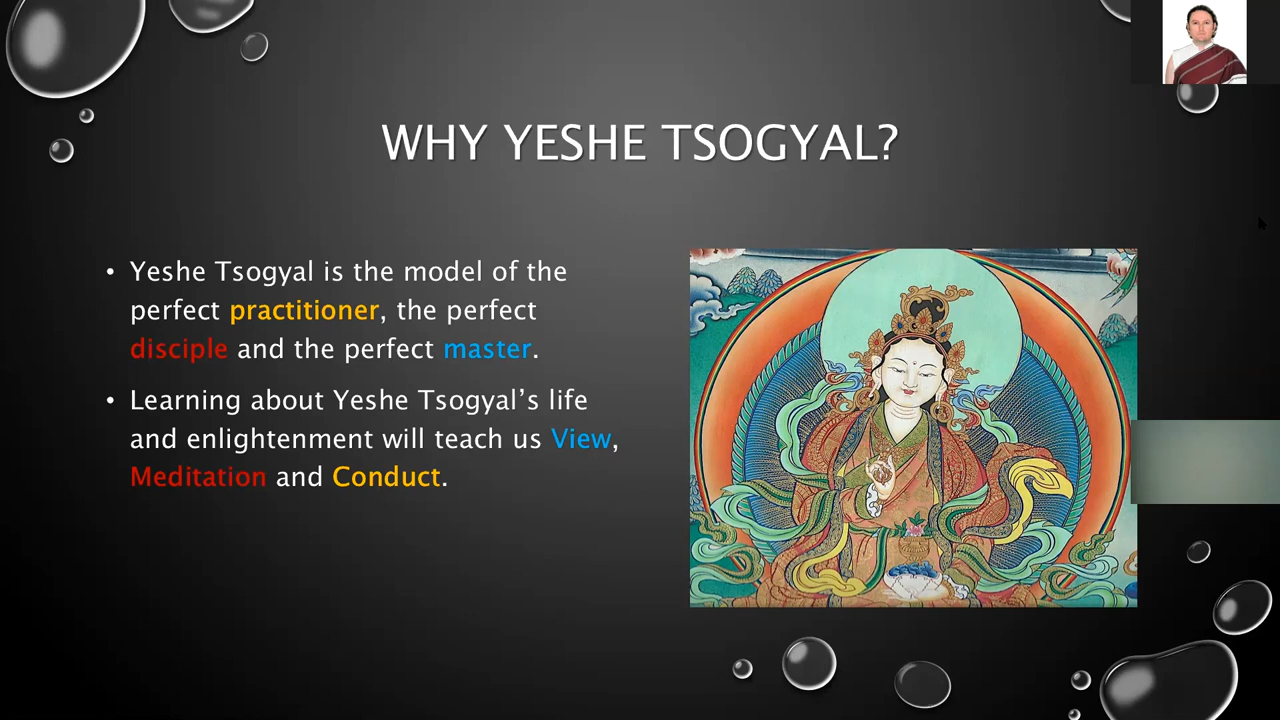 WHY YESHE TSOGYAL?
• Yeshe Tsogyal is the model of the
perfect practitioner, the perfect
disciple and the perfect master.
• Learning about Yeshe Tsogyal’s life
and enlightenment will teach us View,
Meditation and Conduct.